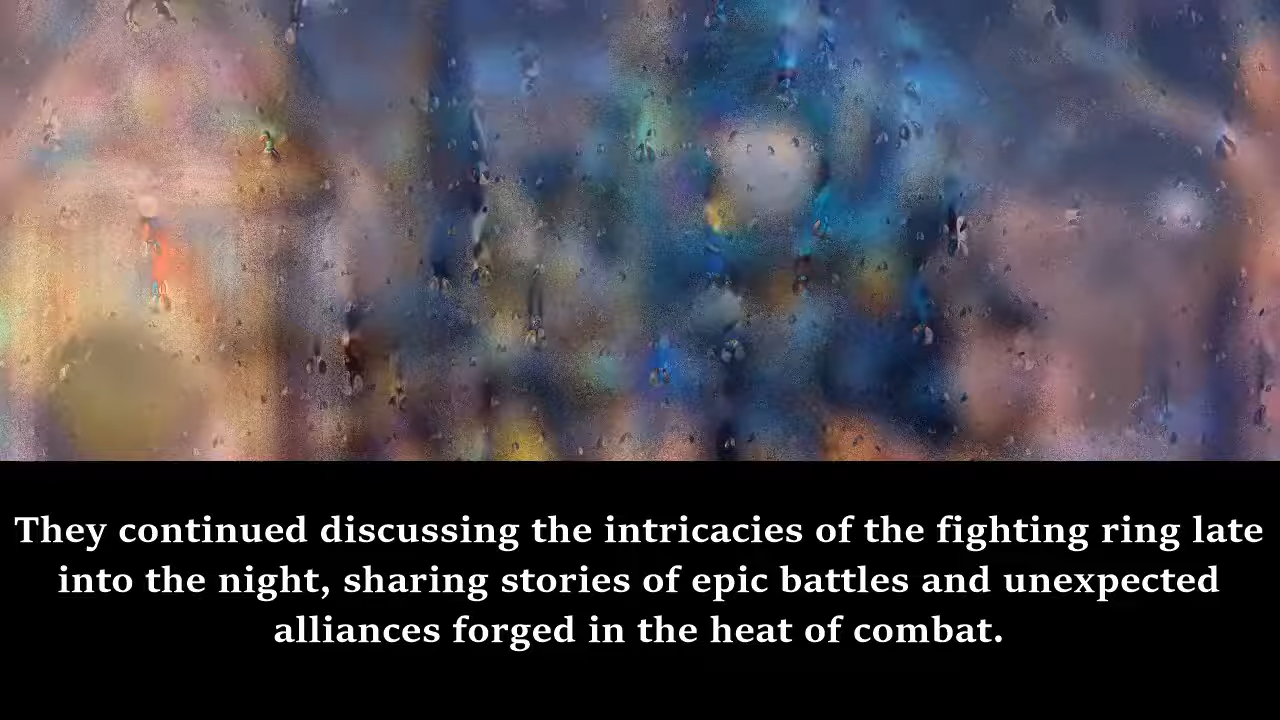 They continued discussing the intricacies of the fighting ring late
into the night, sharing stories of epic battles and unexpected
alliances forged in the heat of combat.